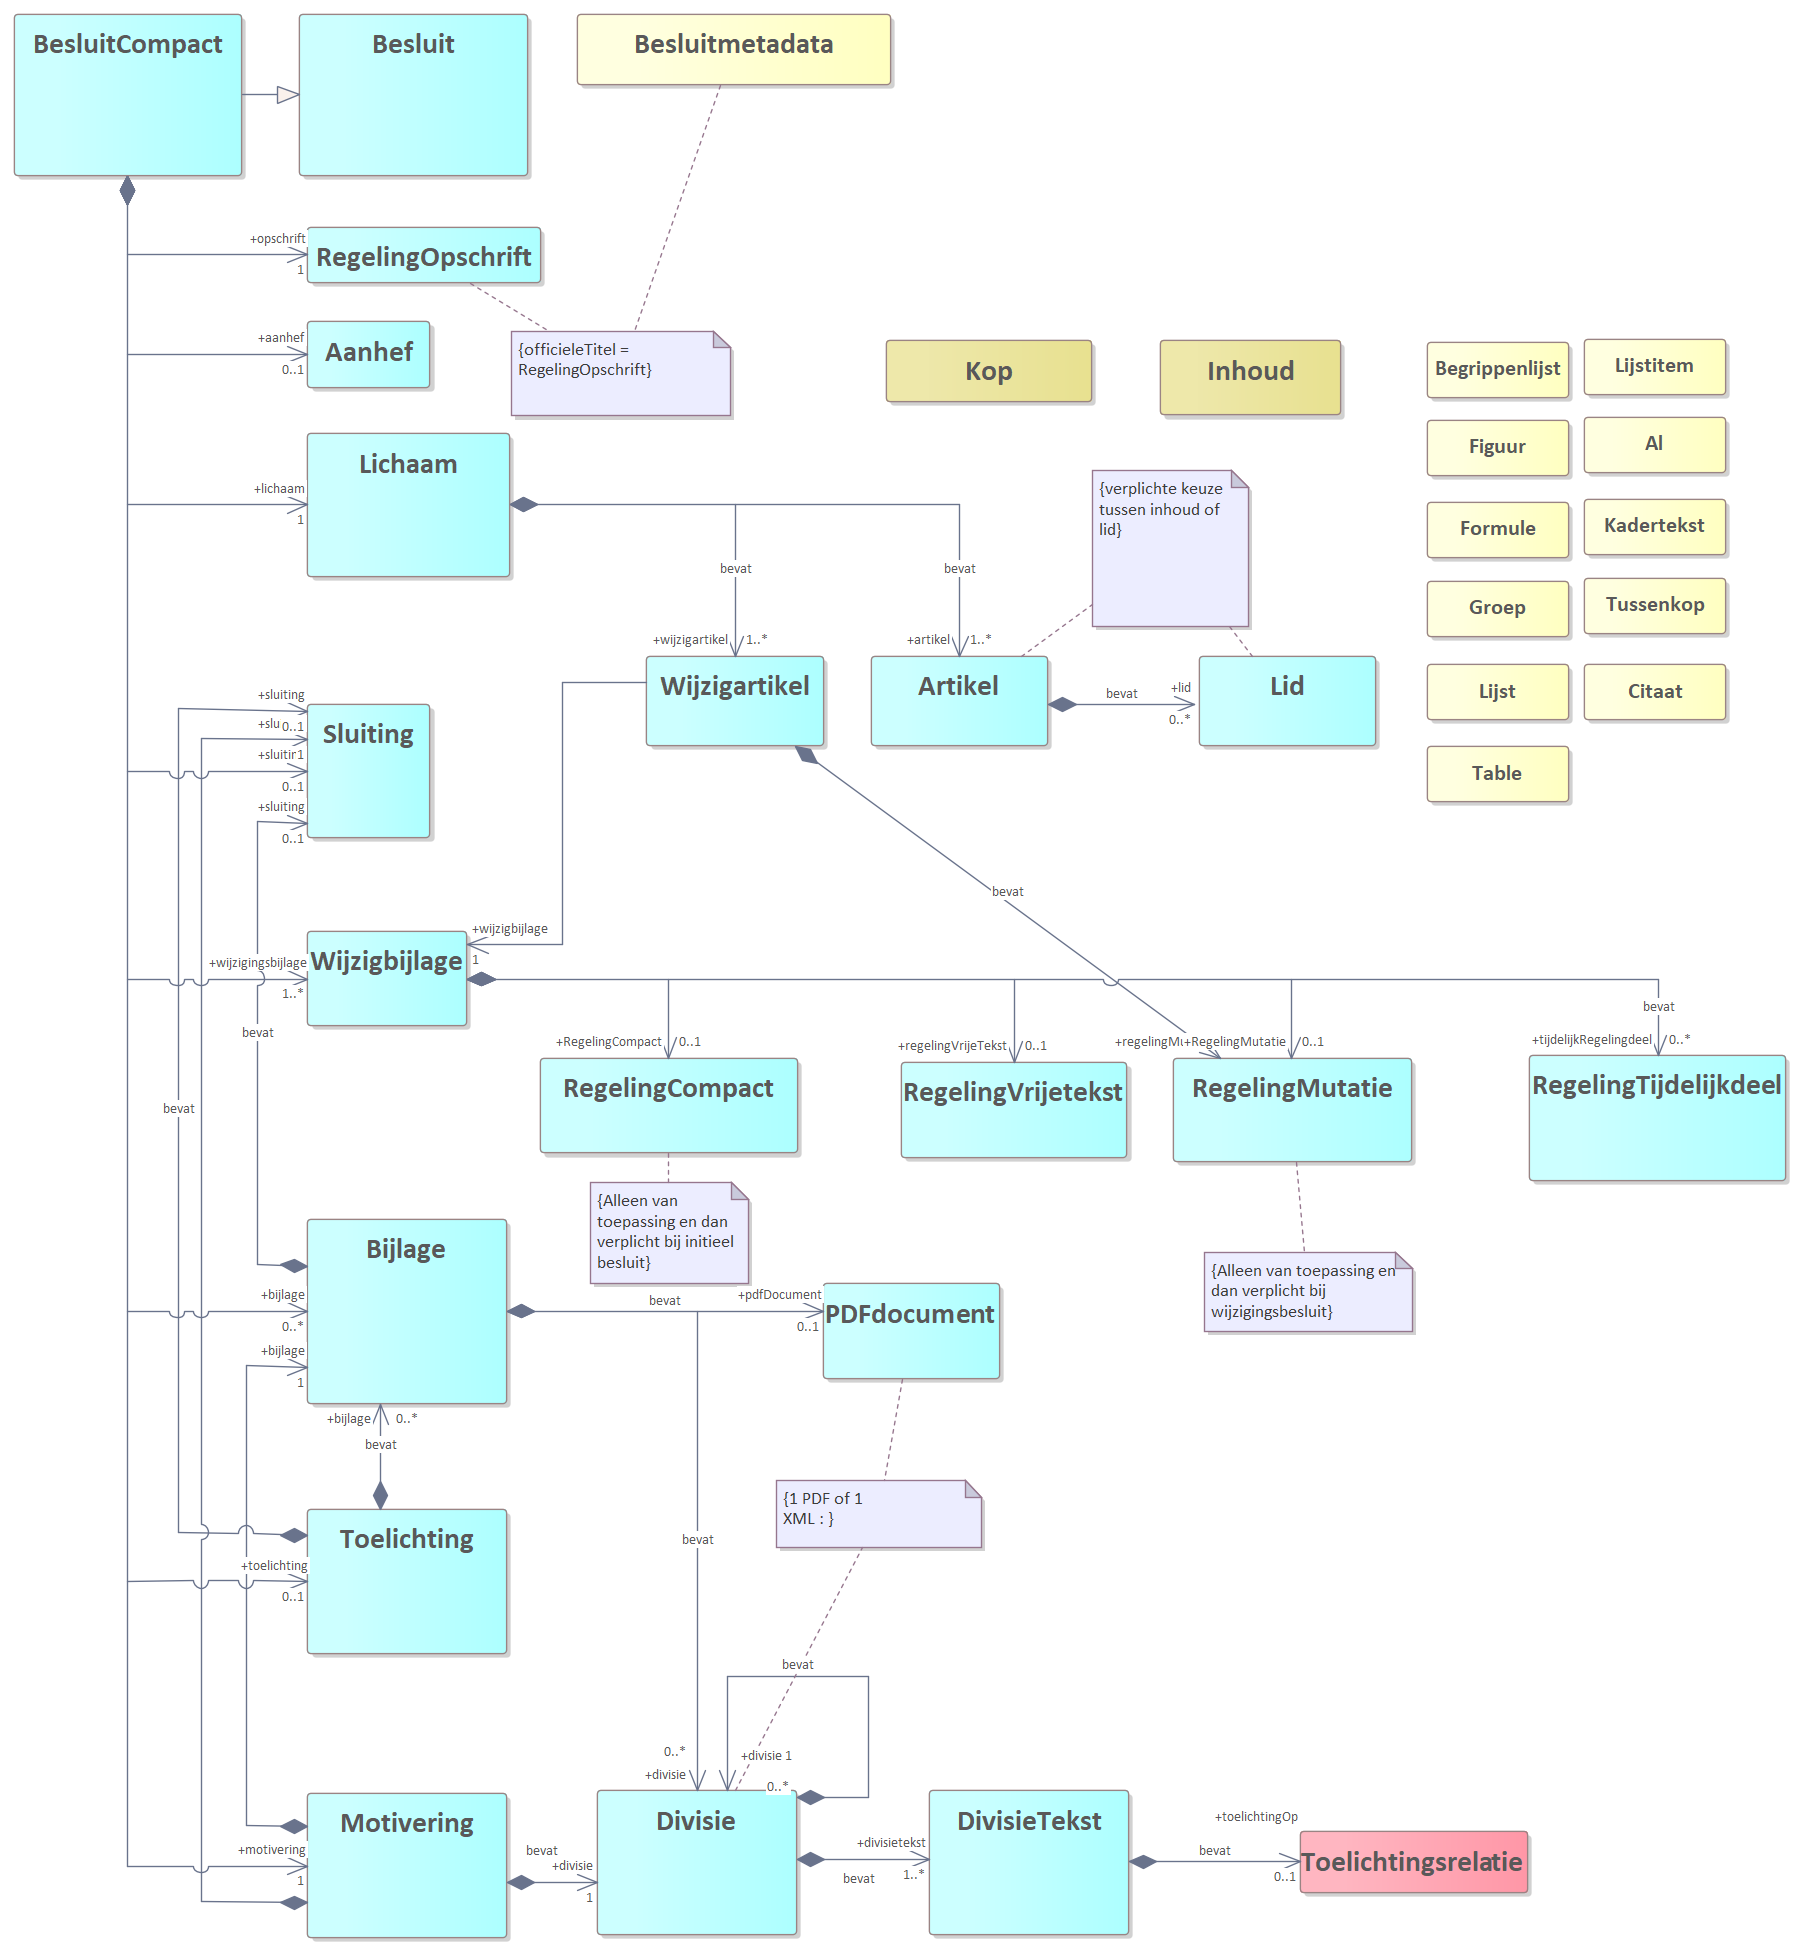 BesluitCompact
Besluit
Besluitmetadata
+opschrift
1
RegelingOpschrift
+aanhef
0..1
Aanhef
{officieleTitel =
RegelingOpschrift}
Kop
Inhoud
Begrippenlijst
Lijstitem
Figuur
Al
Formule
Kadertekst
Groep
Tussenkop
Lijst
Citaat
Table
+lichaam
1
Lichaam
{verplichte keuze
tussen inhoud of
lid}
bevat
bevat
+wijzigartikel
1..*
+artikel
1..*
Wijzigartikel
Artikel
bevat
+lid
0..*
Lid
+sluiting
+slu
0..1
+sluitir
1
0..1
+sluiting
0..1
Sluiting
bevat
+wijzigbijlage
1
+wijzigingsbijlage
1..*
Wijzigbijlage
bevat
bevat
+RegelingCompact
0..1
+regelingVrijeTekst
0..1
+regelingMu
+RegelingMutatie
0..1
+tijdelijkRegelingdeel
0..*
RegelingCompact
RegelingVrijetekst
RegelingMutatie
RegelingTijdelijkdeel
bevat
{Alleen van
toepassing en dan
verplicht bij initieel
besluit}
{Alleen van toepassing en
dan verplicht bij
wijzigingsbesluit}
Bijlage
+bijlage
0..*
+bijlage
1
+bijlage
0..*
bevat
bevat
+pdfDocument
0..1
PDFdocument
{1 PDF of 1
XML : }
bevat
Toelichting
+toelichting
0..1
bevat
0..*
+divisie
+divisie 1
0..*
Motivering
+motivering
1
bevat
+divisie
1
Divisie
+divisietekst
bevat
1..*
DivisieTekst
+toelichtingOp
bevat
0..1
Toelichtingsrelatie